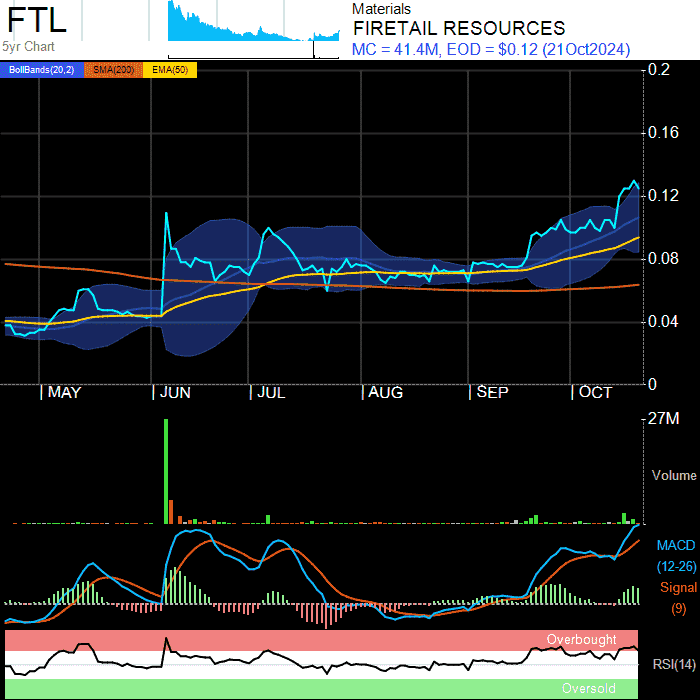 FTL
5yr Chart
Materials
FIRETAIL RESOURCES
MC = 41.4M, EOD = $0.12 (21Oct2024)
BollBands(20,2) SMA(200) EMA(50)
0.2
0.16
0.12
0.08
0.04
0
MAY JUN JUL AUG SEP OCT
27M
Volume
MACD
(12-26)
Signal
(9)
Overbought
RSI(14)
Oversold